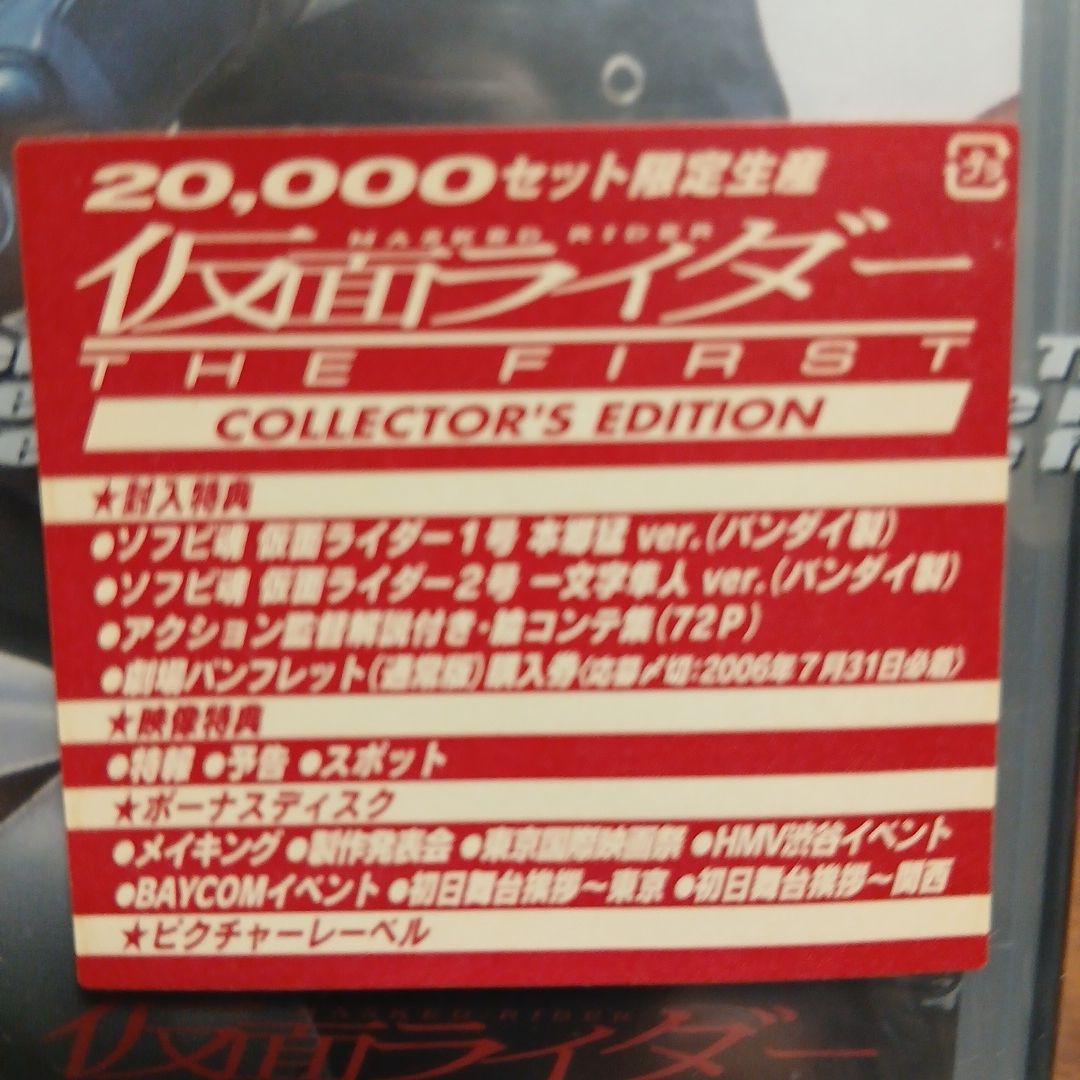 20,000セット限定生産
プラ
MASKED RIDER
仮面ライダー
THE FIRST
COLLECTOR'S EDITION
★封入特典
●ソフビ魂 仮面ライダー1号 本郷猛 ver.(バンダイ製)
●ソフビ魂 仮面ライダー2号 一文字隼人 ver.(バンダイ製)
●アクション監督解説付き・絵コンテ集(72P)
●劇場パンフレット(通常版)購入券(応募〆切:2006年7月31日必着)
★映像特典
●特報 ●予告 ●スポット
★ボーナスディスク
●メイキング ●製作発表会 ●東京国際映画祭 ●HMV渋谷イベント
●BAYCOMイベント ●初日舞台挨拶～東京 ●初日舞台挨拶～関西
★ピクチャーレーベル
MASKED RIDER
仮面ライダー